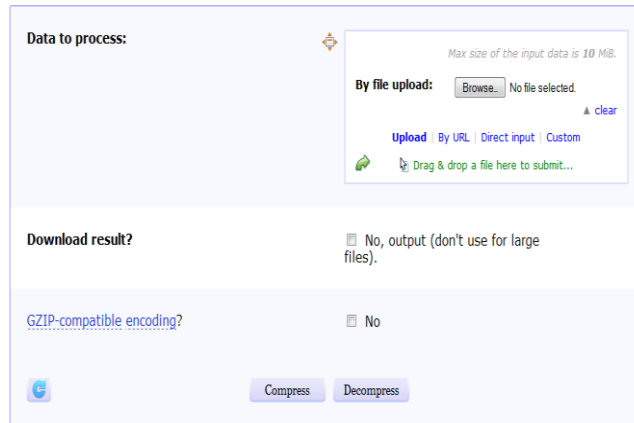 Data to process:
Max size of the input data is 10 MiB.
By file upload:
Browse..
No file selected.
▲ clear
Upload | By URL | Direct input | Custom
Drag & drop a file here to submit...
Download result?
No, output (don't use for large
files).
GZIP-compatible encoding?
No
Compress
Decompress